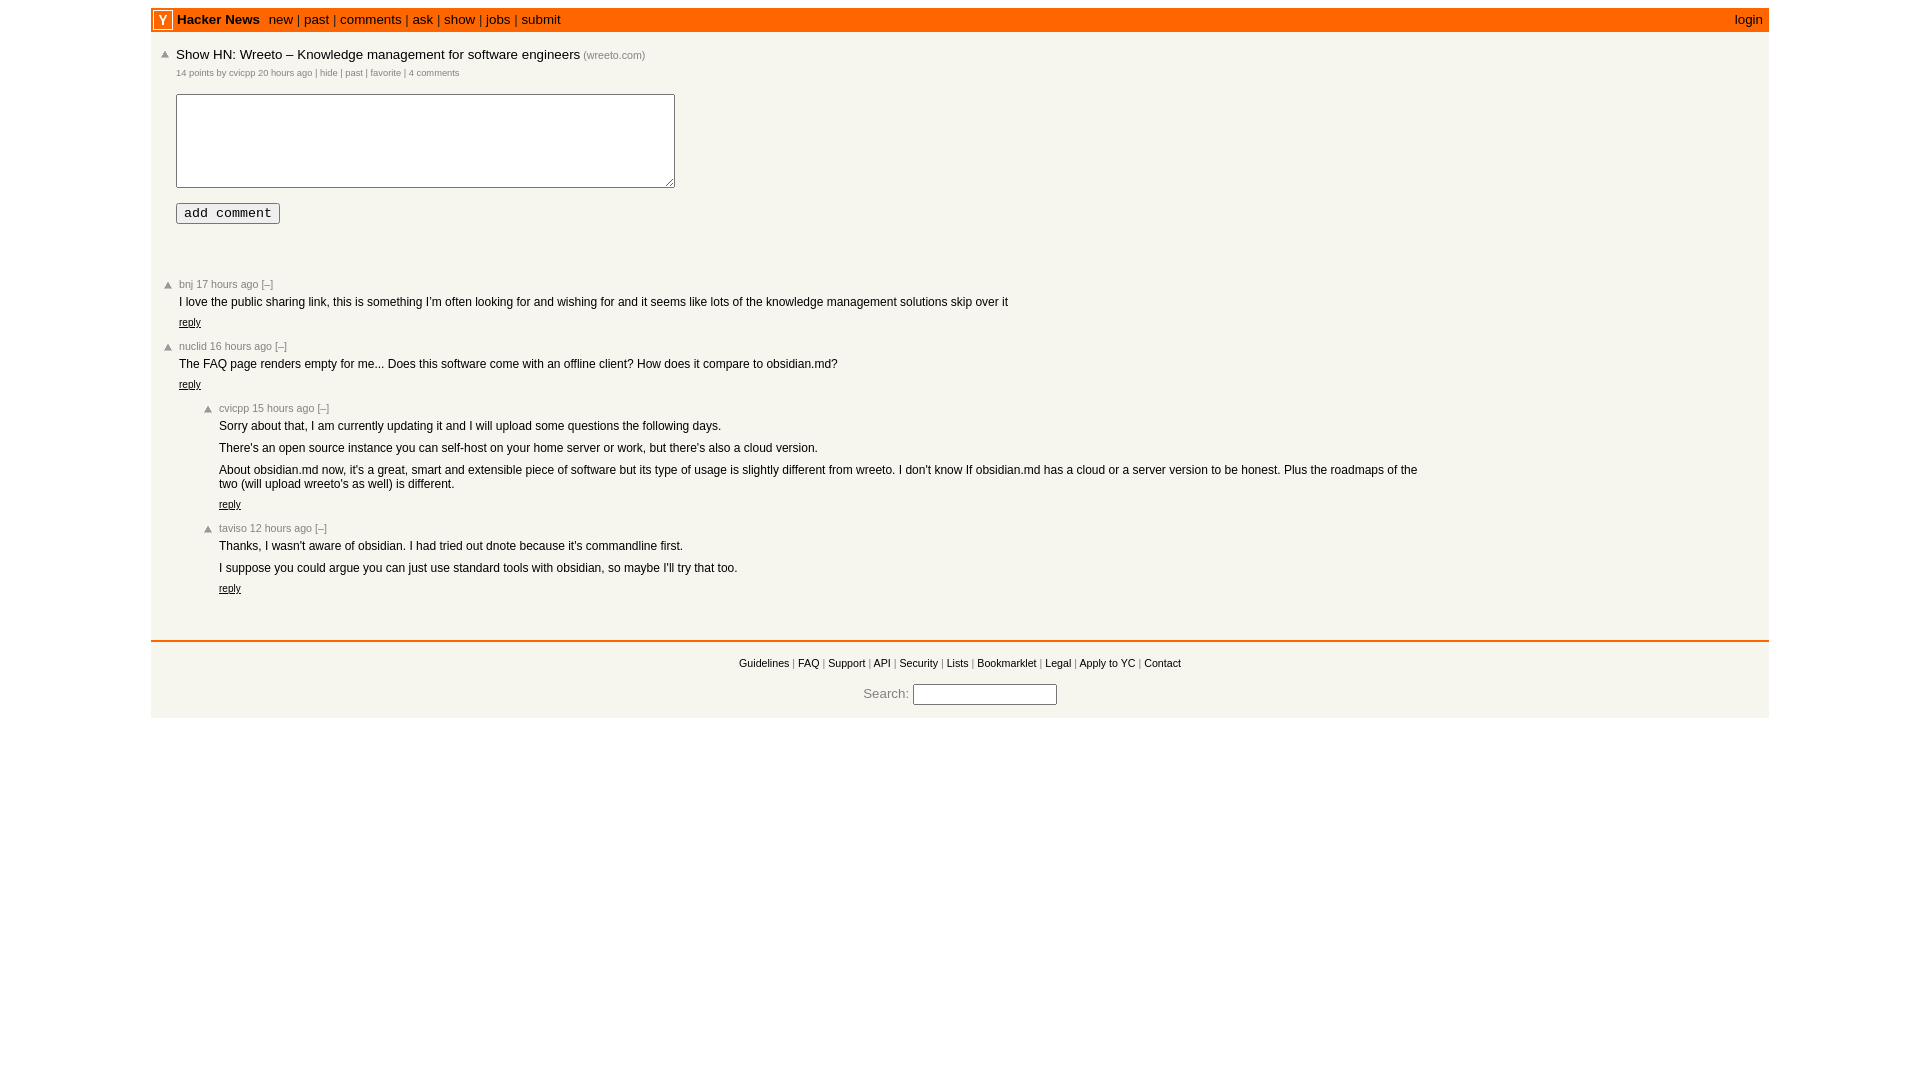 Y Hacker News new | past | comments | ask | show | jobs | submit login
Show HN: Wreeto – Knowledge management for software engineers (wreeto.com)
14 points by cvicpp 20 hours ago | hide | past | favorite | 4 comments
add comment
bnj 17 hours ago [–]
I love the public sharing link, this is something I’m often looking for and wishing for and it seems like lots of the knowledge management solutions skip over it
reply
nuclid 16 hours ago [–]
The FAQ page renders empty for me... Does this software come with an offline client? How does it compare to obsidian.md?
reply
cvicpp 15 hours ago [–]
Sorry about that, I am currently updating it and I will upload some questions the following days.
There's an open source instance you can self-host on your home server or work, but there's also a cloud version.
About obsidian.md now, it's a great, smart and extensible piece of software but its type of usage is slightly different from wreeto. I don't know If obsidian.md has a cloud or a server version to be honest. Plus the roadmaps of the
two (will upload wreeto's as well) is different.
reply
taviso 12 hours ago [–]
Thanks, I wasn't aware of obsidian. I had tried out dnote because it's commandline first.
I suppose you could argue you can just use standard tools with obsidian, so maybe I'll try that too.
reply
Guidelines | FAQ | Support | API | Security | Lists | Bookmarklet | Legal | Apply to YC | Contact
Search: